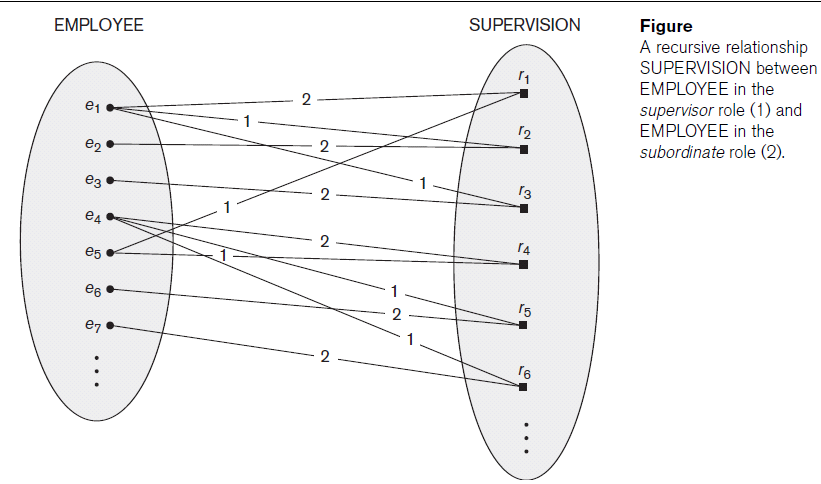 EMPLOYEE
SUPERVISION
Figure
A recursive relationship
SUPERVISION between
EMPLOYEE in the
supervisor role (1) and
EMPLOYEE in the
subordinate role (2).
e1
e2
e3
e4
e5
e6
e7
2
1
2
1
2
1
2
1
1
2
1
2
r1
r2
r3
r4
r5
r6